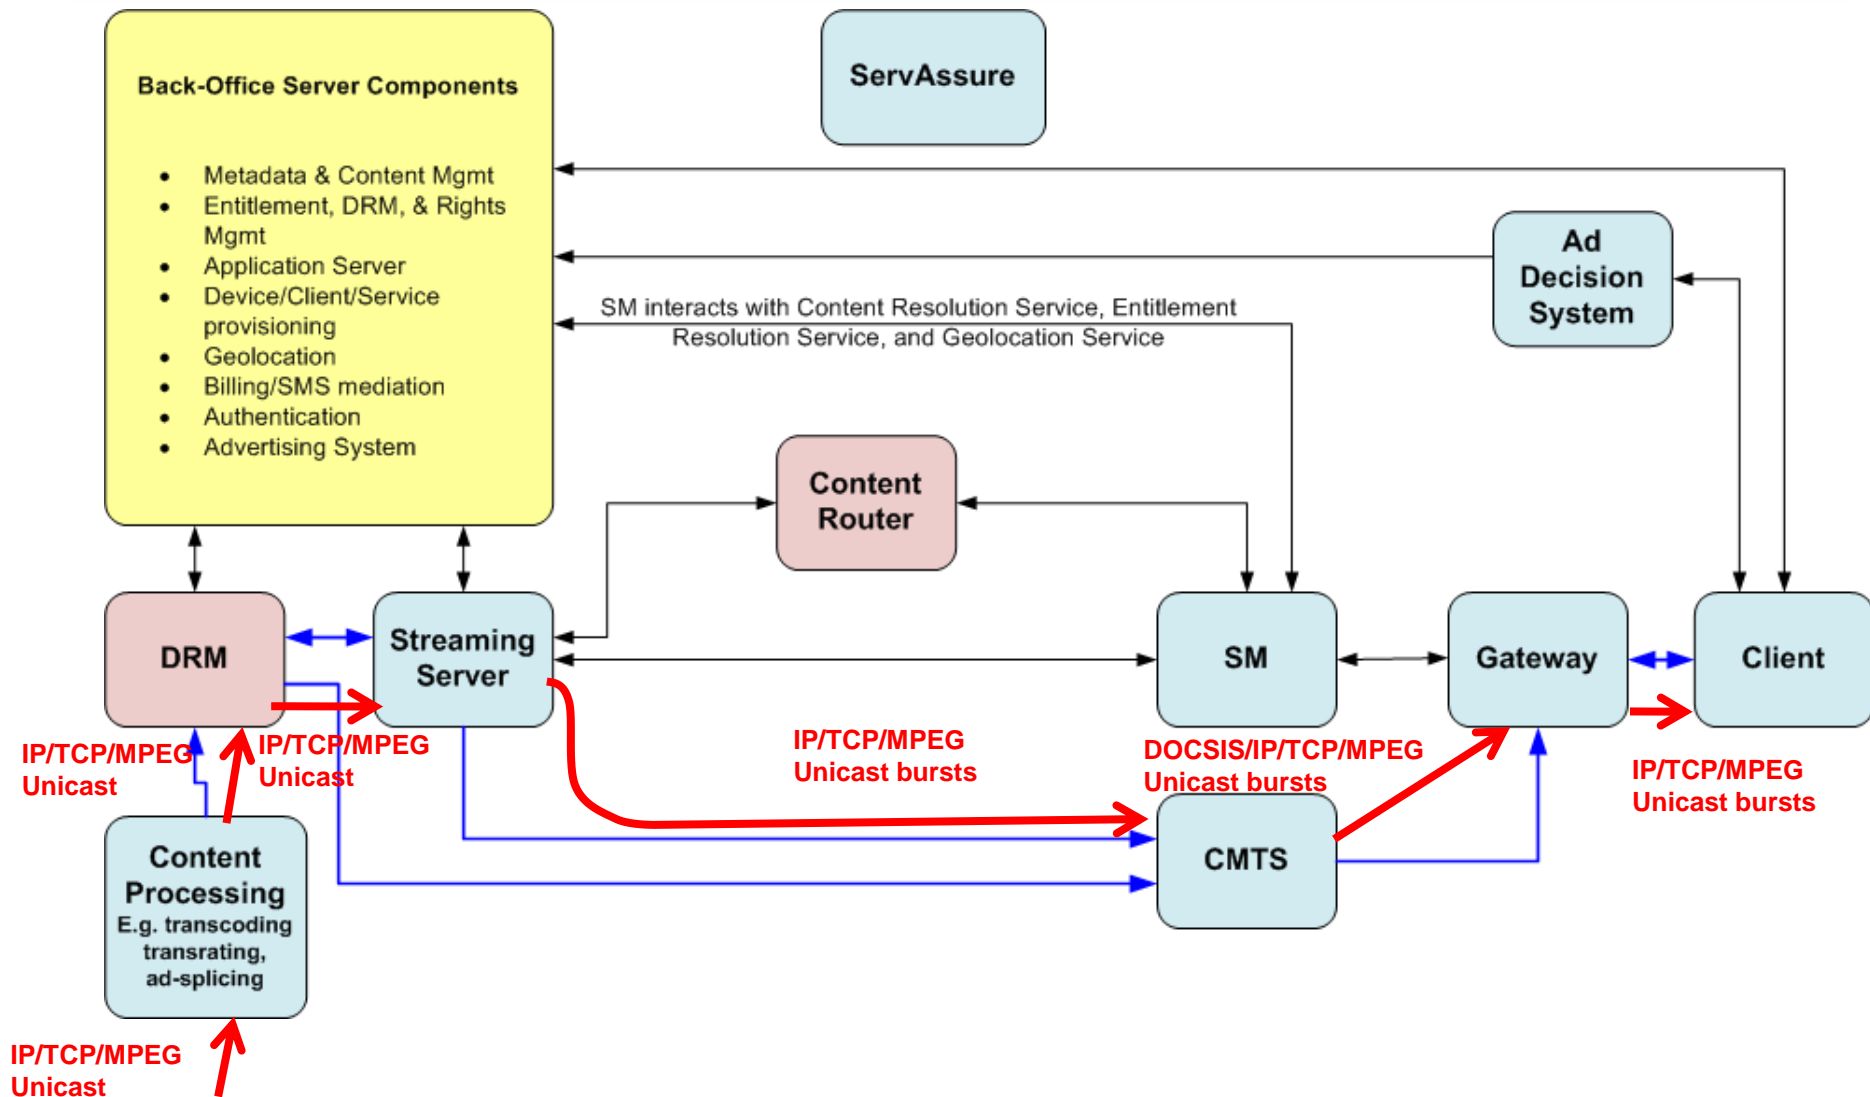 Back-Office Server Components
• Metadata & Content Mgmt
• Entitlement, DRM, & Rights
Mgmt
• Application Server
• Device/Client/Service
provisioning
• Geolocation
• Billing/SMS mediation
• Authentication
• Advertising System
ServAssure
Ad
Decision
System
SM interacts with Content Resolution Service, Entitlement
Resolution Service, and Geolocation Service
Content
Router
DRM
Streaming
Server
SM
Gateway
Client
IP/TCP/MPEG
Unicast
IP/TCP/MPEG
Unicast
IP/TCP/MPEG
Unicast bursts
DOCSIS/IP/TCP/MPEG
Unicast bursts
IP/TCP/MPEG
Unicast bursts
Content
Processing
E.g. transcoding
transrating,
ad-splicing
CMTS
IP/TCP/MPEG
Unicast